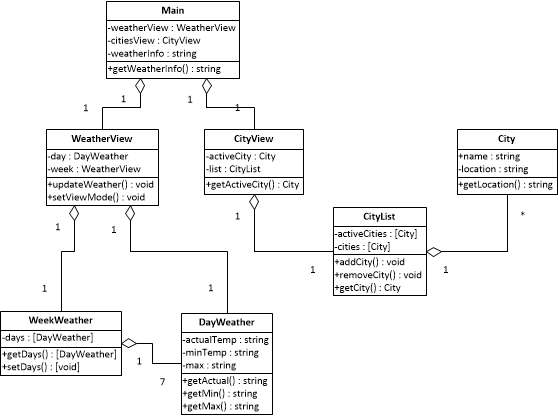 Main
-weatherView : WeatherView
-citiesView : CityView
-weatherInfo : string
+getWeatherInfo() : string
1
1
1
1
WeatherView
-day : DayWeather
-week : WeatherView
+updateWeather() : void
+setViewMode() : void
CityView
-activeCity : City
-list : CityList
+getActiveCity() : City
City
+name : string
-location : string
+getLocation() : string
1
1
1
*
CityList
-activeCities : [City]
-cities : [City]
+addCity() : void
+removeCity() : void
+getCity() : City
1
1
1
1
WeekWeather
-days : [DayWeather]
+getDays() : [DayWeather]
+setDays() : [void]
1
7
DayWeather
-actualTemp : string
-minTemp : string
-max : string
+getActual() : string
+getMin() : string
+getMax() : string